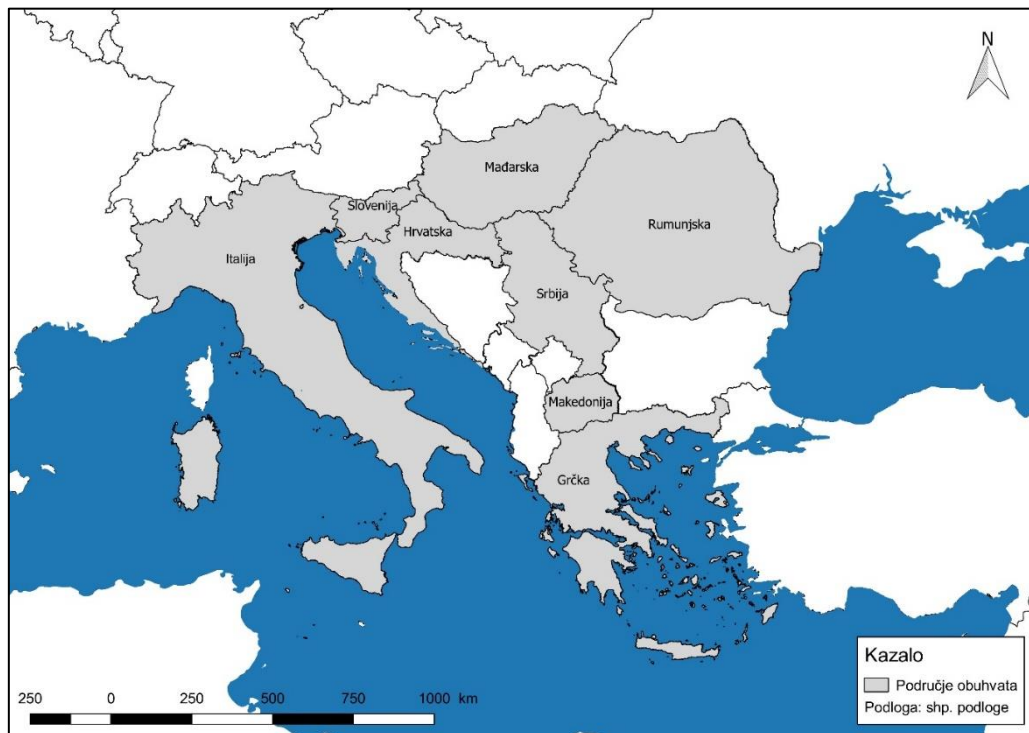 N
Mađarska
Slovenija
Rumunjska
Hrvatska
Italija
Srbija
Makedonija
Grčka
Kazalo
Područje obuhvata
Podloga: shp. podloge
250 0 250 500 750 1000 km